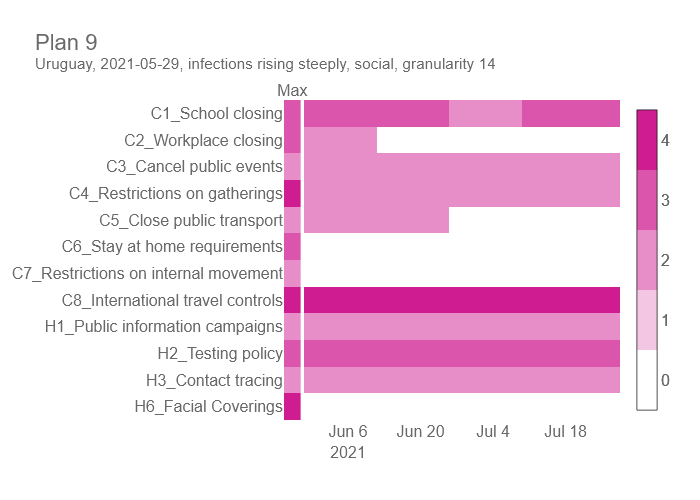 Plan 9
Uruguay, 2021-05-29, infections rising steeply, social, granularity 14
Max
C1_School closing
C2_Workplace closing
C3_Cancel public events
C4_Restrictions on gatherings
C5_Close public transport
C6_Stay at home requirements
C7_Restrictions on internal movement
C8_International travel controls
H1_Public information campaigns
H2_Testing policy
H3_Contact tracing
H6_Facial Coverings
Jun 6 Jun 20 Jul 4 Jul 18
2021
4
3
2
1
0